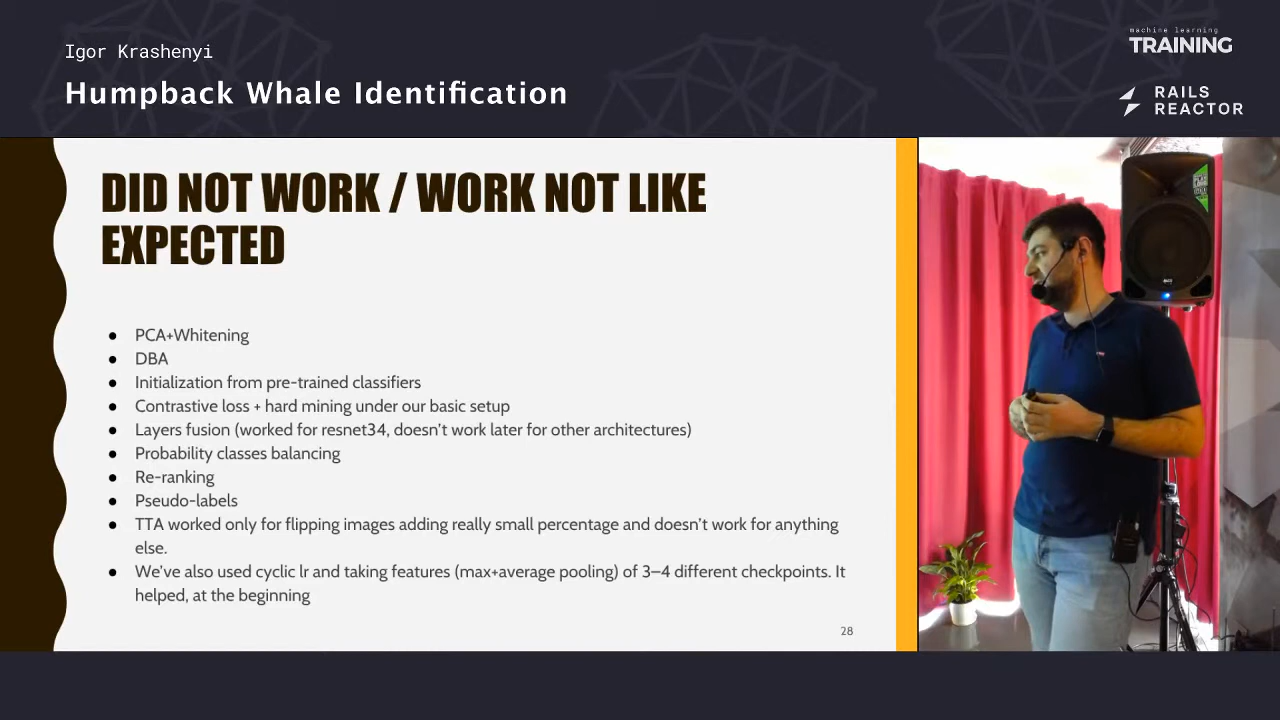 Igor Krashenyi
Humpback Whale Identification
machine learning
TRAINING
RAILS
REACTOR
DID NOT WORK / WORK NOT LIKE
EXPECTED
● PCA+Whitening
● DBA
● Initialization from pre-trained classifiers
● Contrastive loss + hard mining under our basic setup
● Layers fusion (worked for resnet34, doesn't work later for other architectures)
● Probability classes balancing
● Re-ranking
● Pseudo-labels
● TTA worked only for flipping images adding really small percentage and doesn't work for anything
else.
● We've also used cyclic lr and taking features (max+average pooling) of 3–4 different checkpoints. It
helped, at the beginning
28